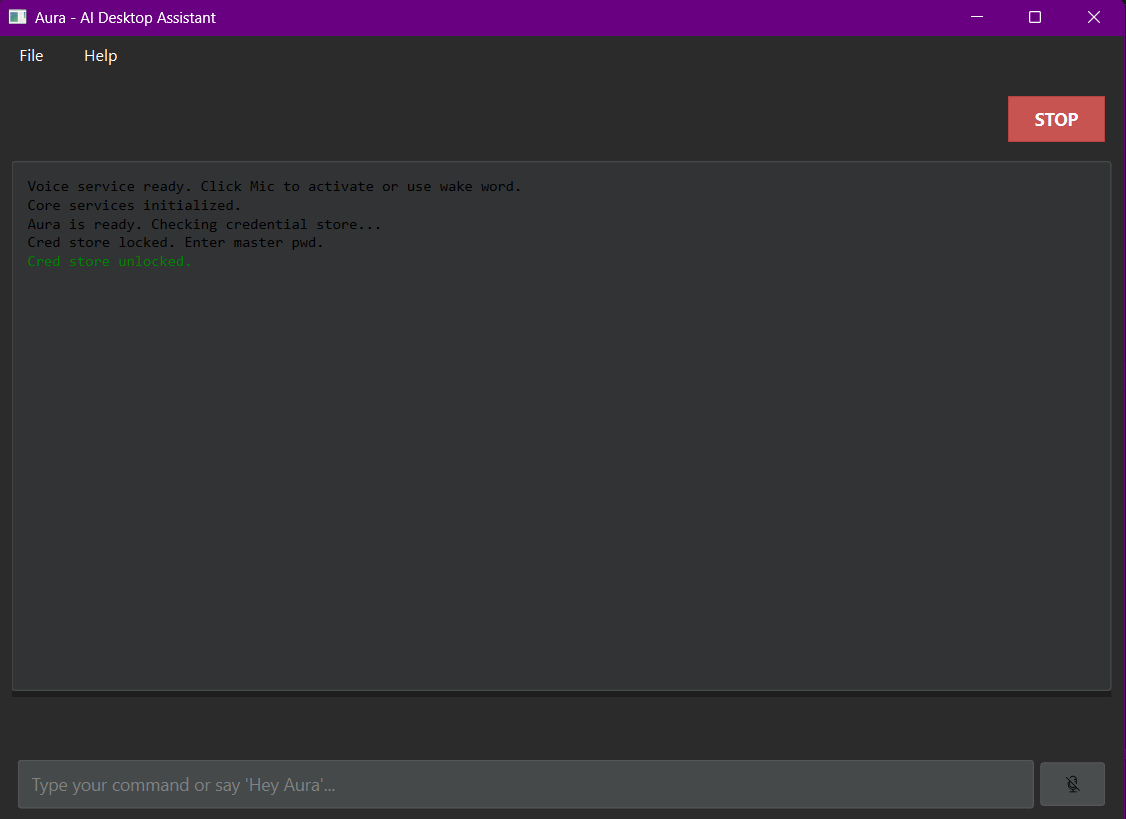 Aura - AI Desktop Assistant
File Help
STOP
Voice service ready. Click Mic to activate or use wake word.
Core services initialized.
Aura is ready. Checking credential store...
Cred store locked. Enter master pwd.
Cred store unlocked.
Type your command or say 'Hey Aura'...